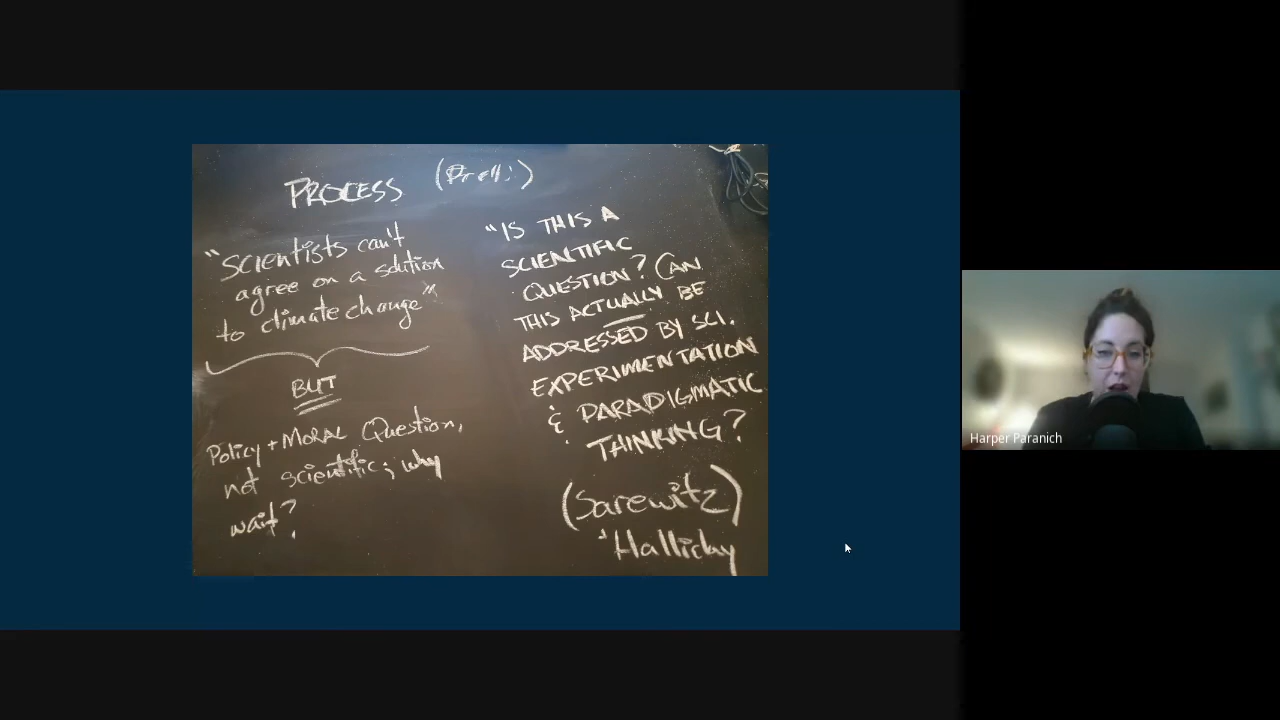 PROCESS (Preli)
"Scientists can't
agree on a solution
to climate change"
BUT
Policy + MORAL Question,
not scientific; why
wait?
"IS THIS A
SCIENTIFIC
QUESTION? CAN
THIS ACTUALLY BE
ADDRESSED BY SCI.
EXPERIMENTATION
& PARADIGMATIC
THINKING?
(Sarewitz)
Halliday
Harper Paranich